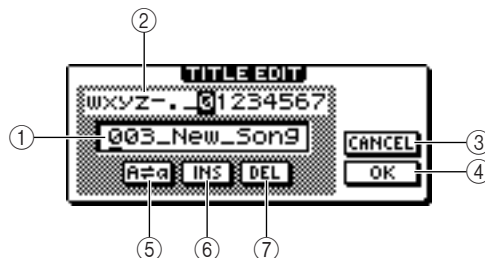 ②
TITLE EDIT
wxyz-._01234567
①
003_New_Song
CANCEL ③
OK ④
A⇄a INS DEL
⑤ ⑥ ⑦